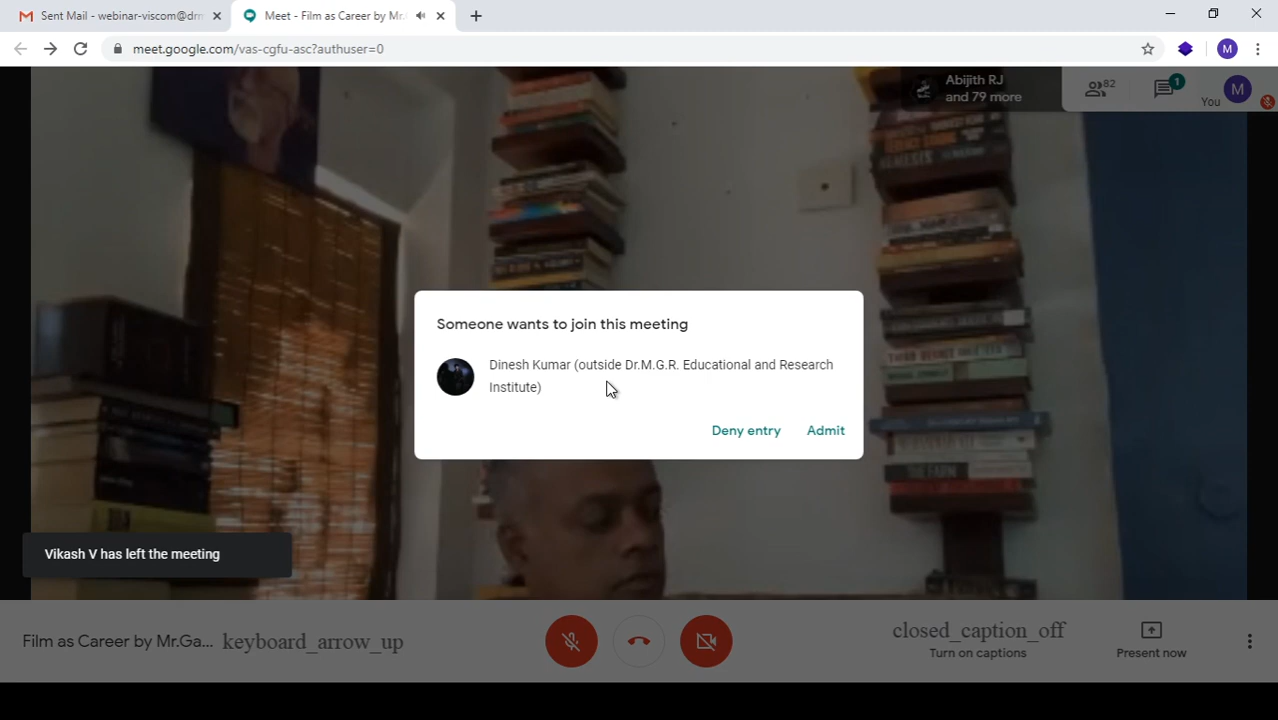 Sent Mail - webinar-viscom@drm
Meet - Film as Career by Mr.
meet.google.com/vas-cgfu-asc?authuser=0
M
Abijith RJ
and 79 more
82
1
You
M
Someone wants to join this meeting
Dinesh Kumar (outside Dr.M.G.R. Educational and Research
Institute)
Deny entry
Admit
Vikash V has left the meeting
Film as Career by Mr.Ga...
keyboard_arrow_up
closed_caption_off
Turn on captions
Present now